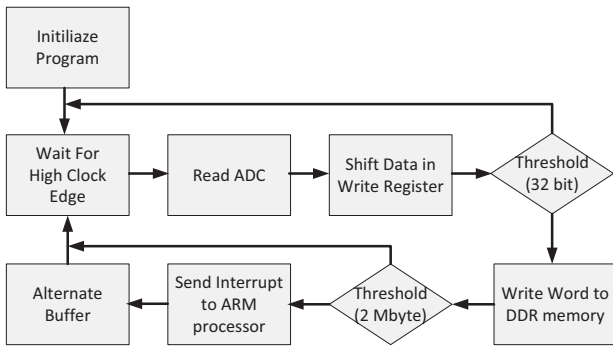 Initiliaze
Program
Wait For
High Clock
Edge
Read ADC
Shift Data in
Write Register
Threshold
(32 bit)
Alternate
Buffer
Send Interrupt
to ARM
processor
Threshold
(2 Mbyte)
Write Word to
DDR memory